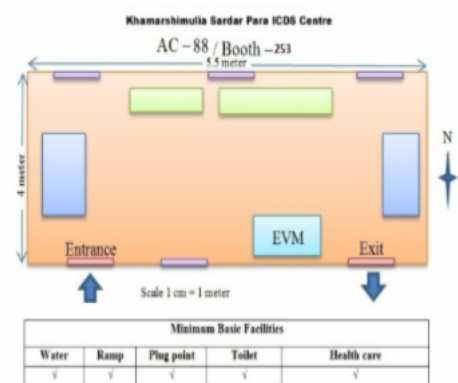 Khamarshimulia Sardar Para ICDS Centre
AC-88/Booth-253
5.5 meter
N
4 meter
EVM
Entrance
Exit
Scale 1 cm = 1 meter
Minimum Basic Facilities
Water Ramp Plug point Toilet Health care
√ √ √ √ √